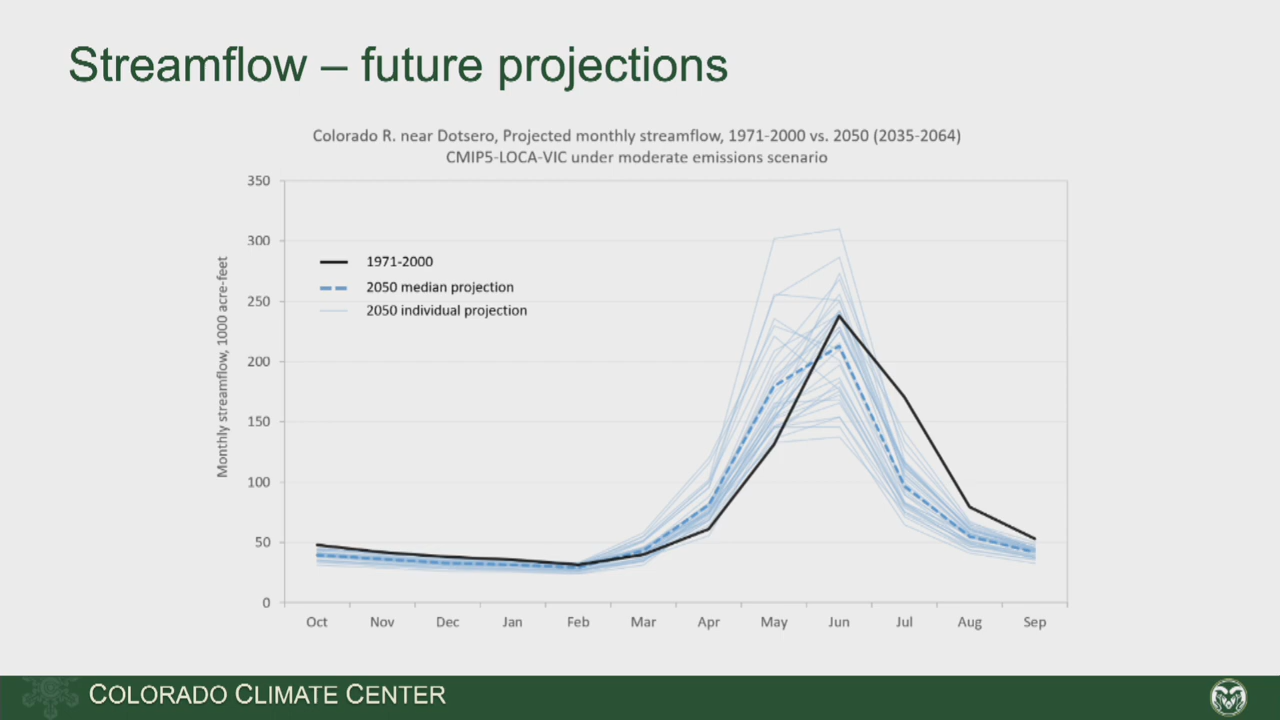 Streamflow – future projections
Colorado R. near Dotsero, Projected monthly streamflow, 1971-2000 vs. 2050 (2035-2064)
CMIP5-LOCA-VIC under moderate emissions scenario
Monthly streamflow, 1000 acre-feet
350
300
250
200
150
100
50
0
1971-2000
2050 median projection
2050 individual projection
Oct Nov Dec Jan Feb Mar Apr May Jun Jul Aug Sep
COLORADO CLIMATE CENTER